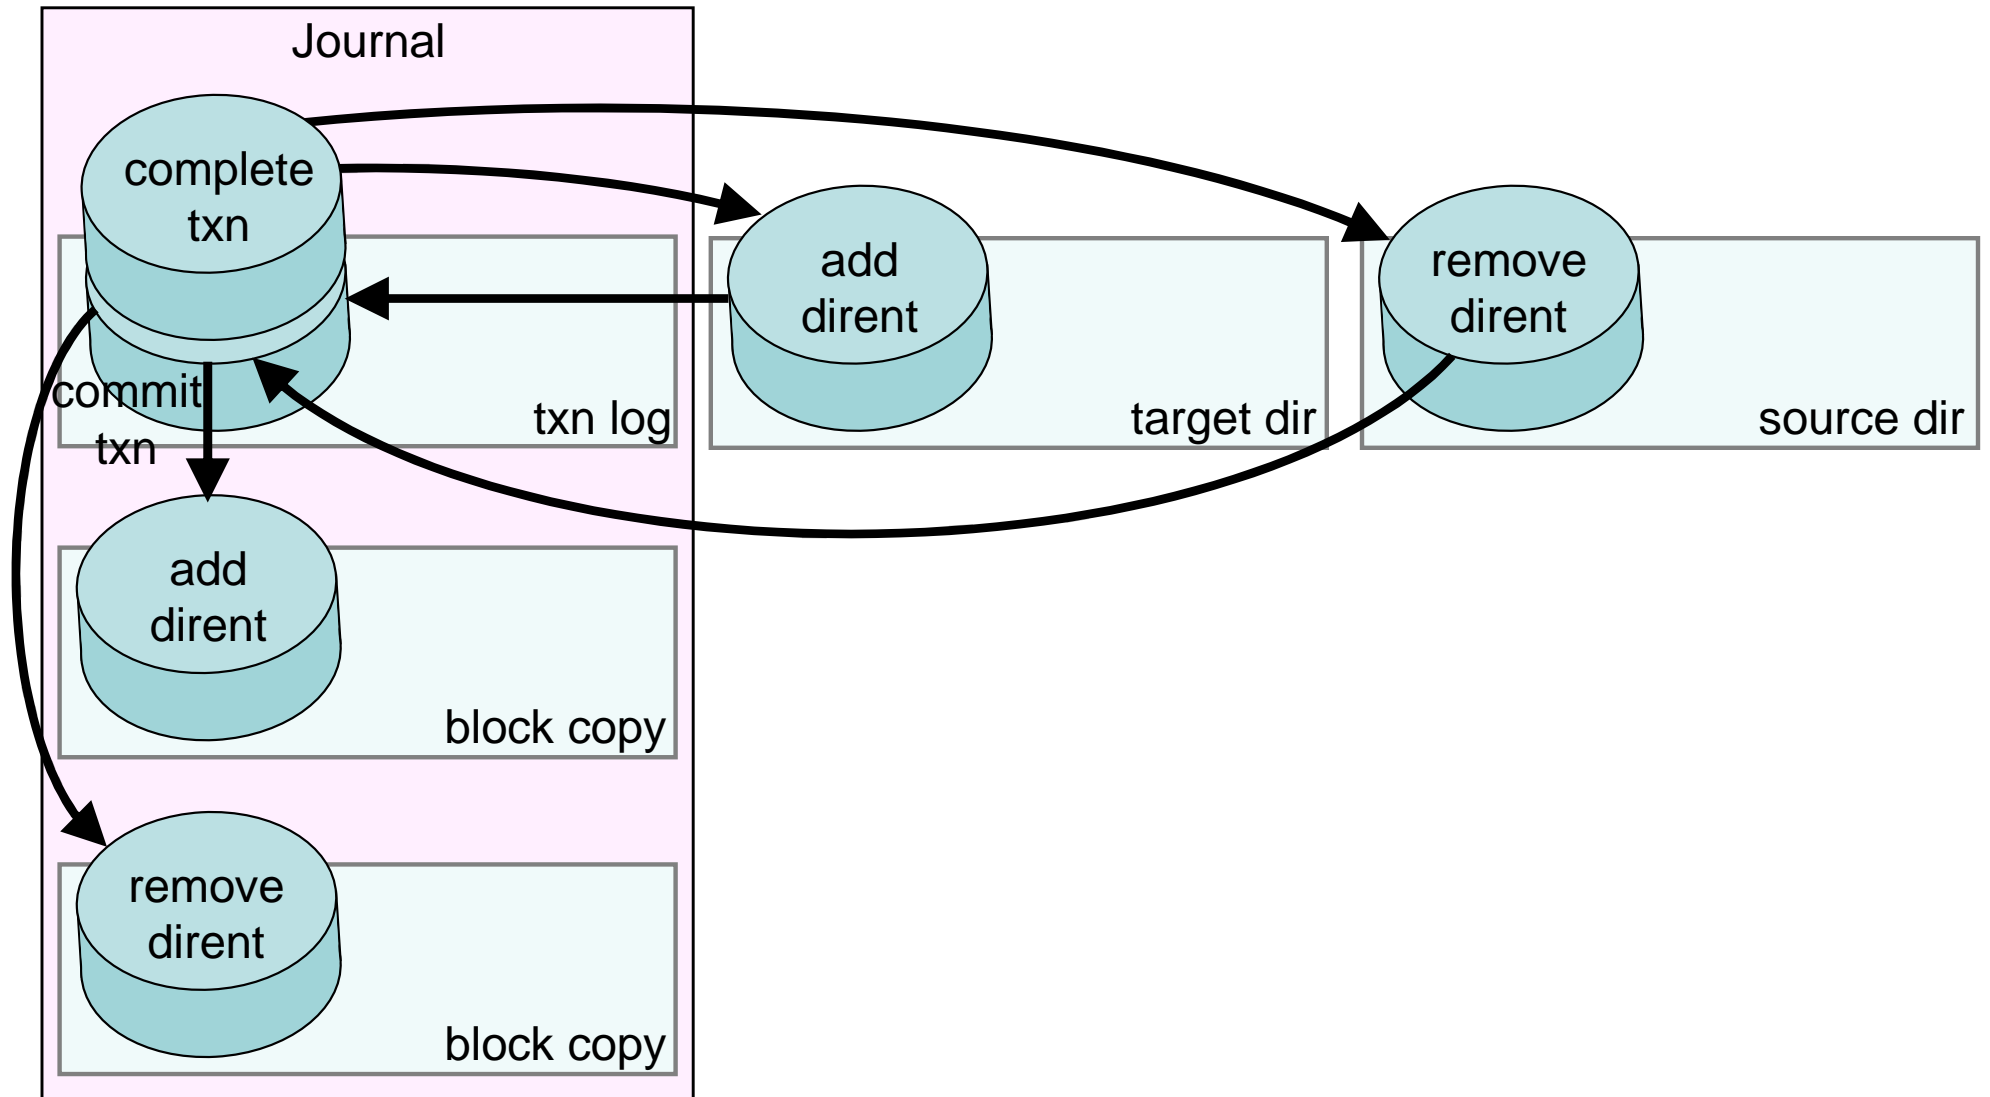 Journal
complete
txn
add
dirent
remove
dirent
commit
txn
txn log
target dir
source dir
add
dirent
block copy
remove
dirent
block copy